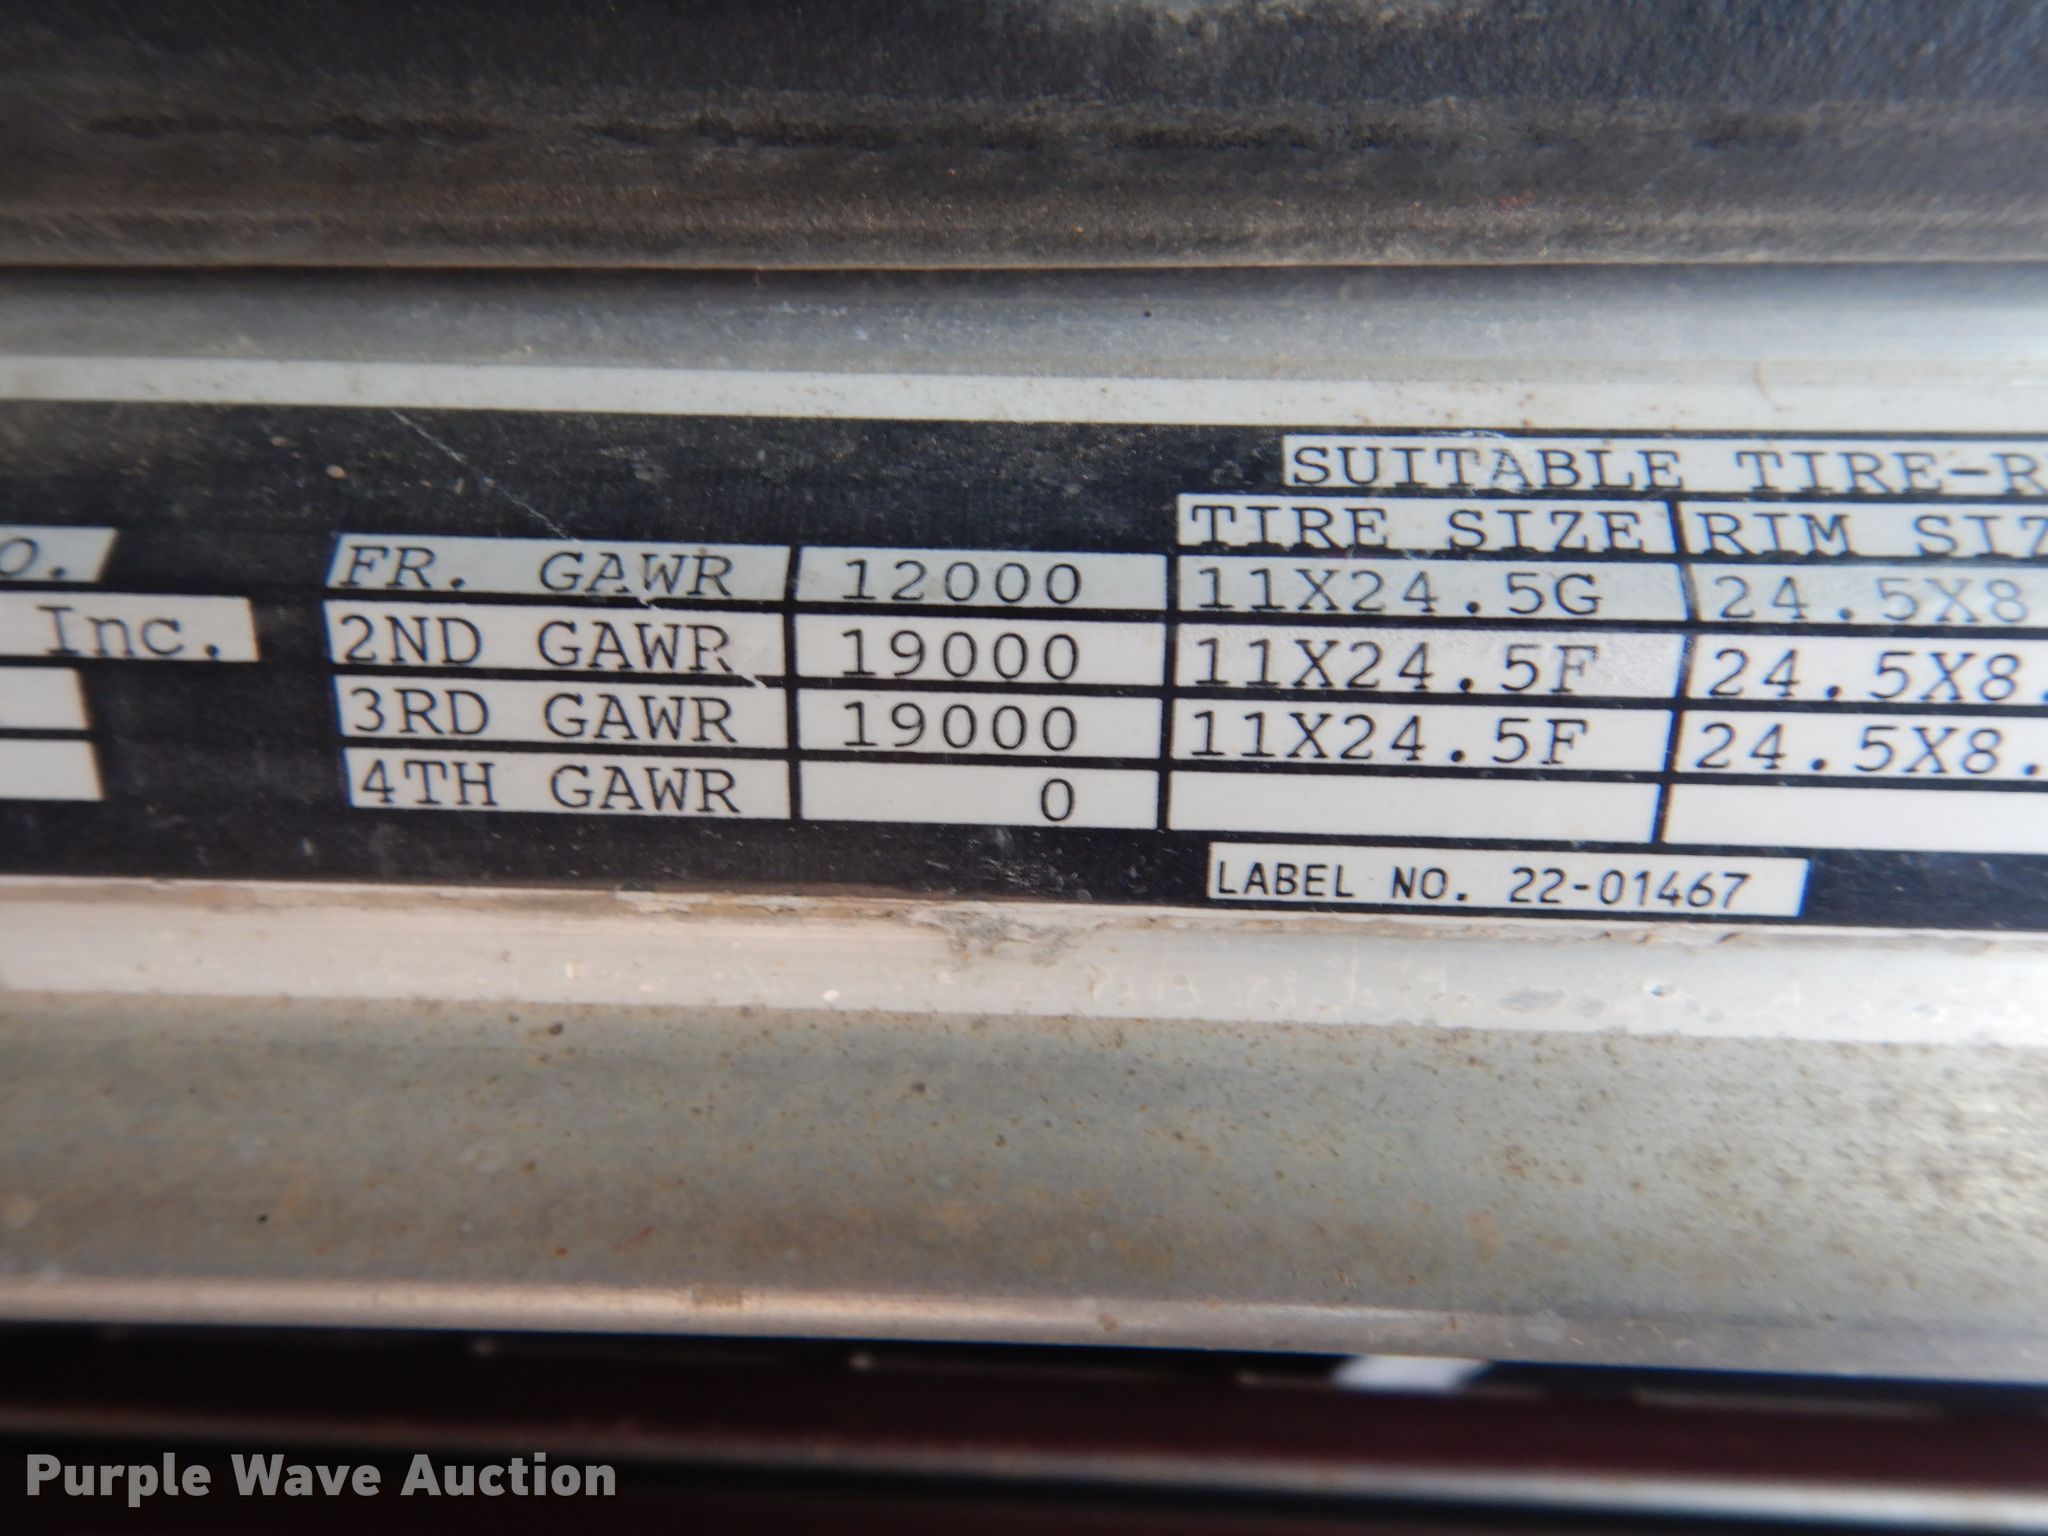 SUITABLE TIRE-R
TIRE SIZE RIM SIZ
O. FR. GAWR 12000 11X24.5G 24.5X8
Inc. 2ND GAWR 19000 11X24.5F 24.5X8.
3RD GAWR 19000 11X24.5F 24.5X8.
4TH GAWR 0
LABEL NO. 22-01467
Purple Wave Auction